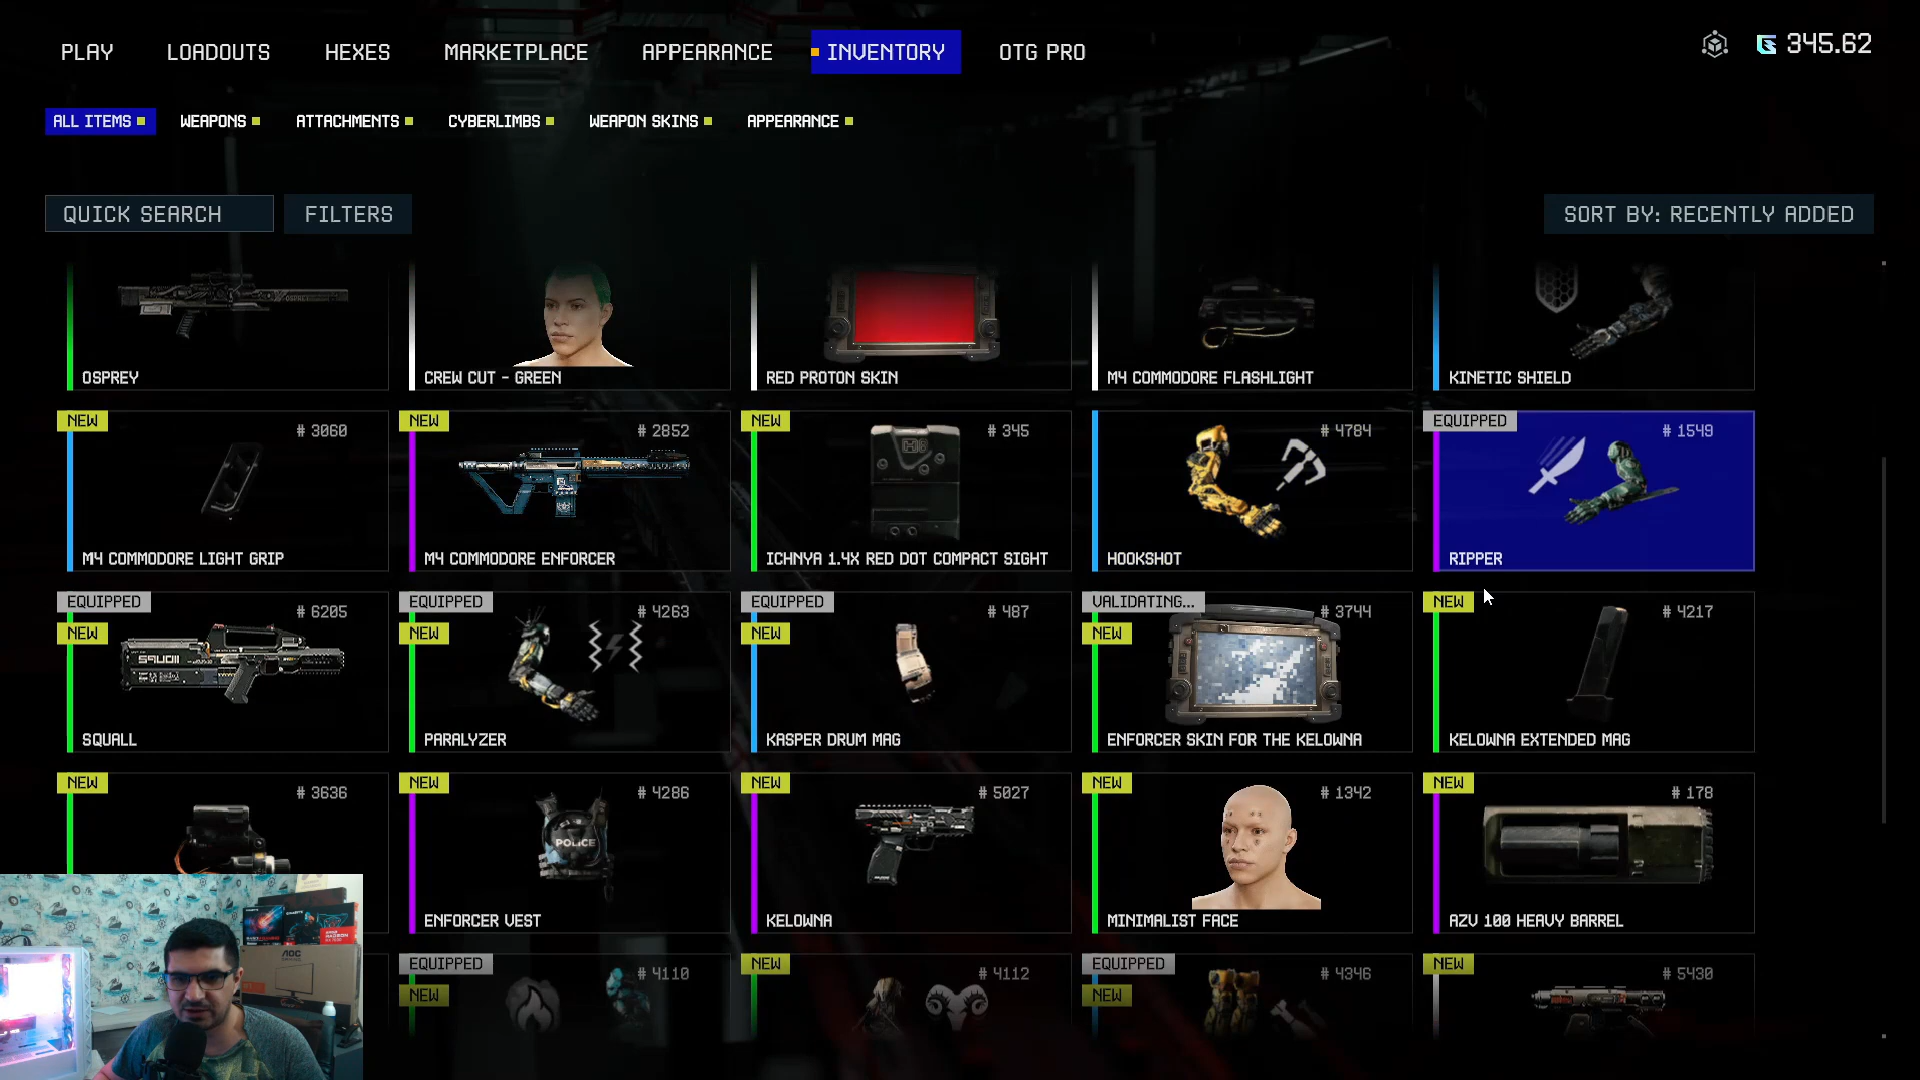 PLAY LOADOUTS HEXES MARKETPLACE APPEARANCE INVENTORY OTG PRO 345.62
ALL ITEMS WEAPONS ATTACHMENTS CYBERLIMBS WEAPON SKINS APPEARANCE
QUICK SEARCH FILTERS SORT BY: RECENTLY ADDED
OSPREY CREW CUT - GREEN RED PROTON SKIN M4 COMMODORE FLASHLIGHT KINETIC SHIELD
NEW NEW NEW EQUIPPED
# 3060 # 2852 # 345 # 4784 # 1549
M4 COMMODORE LIGHT GRIP M4 COMMODORE ENFORCER ICHNYA 1.4X RED DOT COMPACT SIGHT HOOKSHOT RIPPER
EQUIPPED EQUIPPED EQUIPPED VALIDATING... NEW
# 6205 # 4263 # 487 # 3744 # 4217
NEW NEW NEW NEW
SQUALL PARALYZER KASPER DRUM MAG ENFORCER SKIN FOR THE KELOWNA KELOWNA EXTENDED MAG
NEW NEW NEW NEW NEW
# 3636 # 4286 # 5027 # 1342 # 178
POLICE
ENFORCER VEST KELOWNA MINIMALIST FACE AZV 100 HEAVY BARREL
EQUIPPED NEW EQUIPPED NEW
# 4110 # 4112 # 4346 # 5430
NEW NEW
AOC